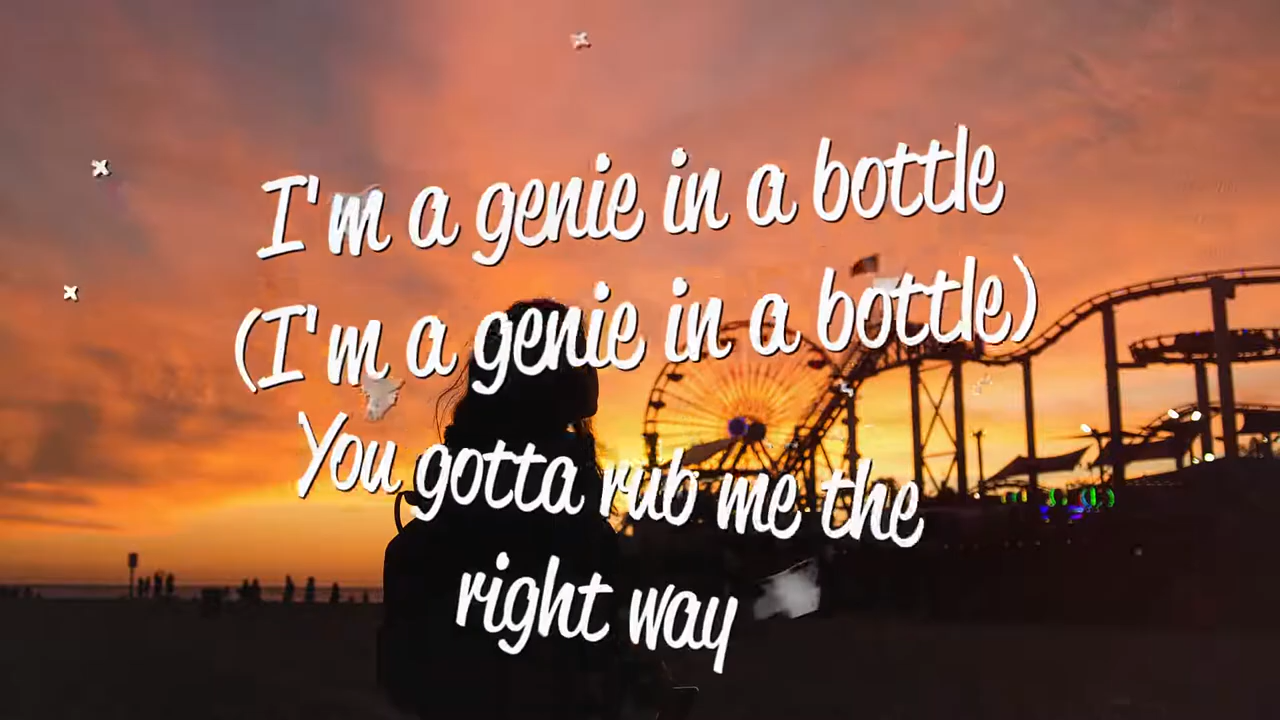 I'm a genie in a bottle
(I'm a genie in a bottle)
You gotta rub me the
right way